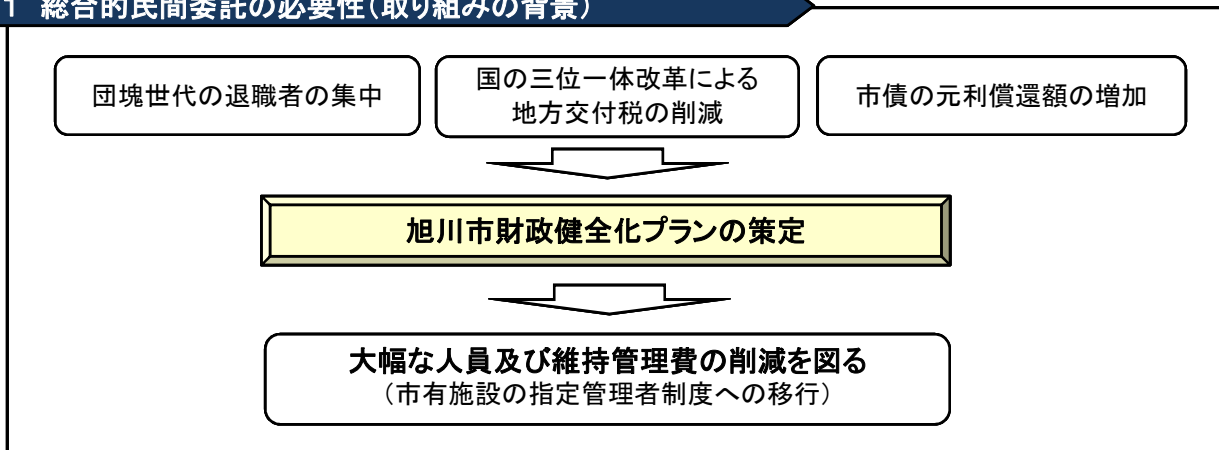 1 総合的民間委託の必要性(取り組みの背景)
団塊世代の退職者の集中
国の三位一体改革による
地方交付税の削減
市債の元利償還額の増加
旭川市財政健全化プランの策定
大幅な人員及び維持管理費の削減を図る
(市有施設の指定管理者制度への移行)